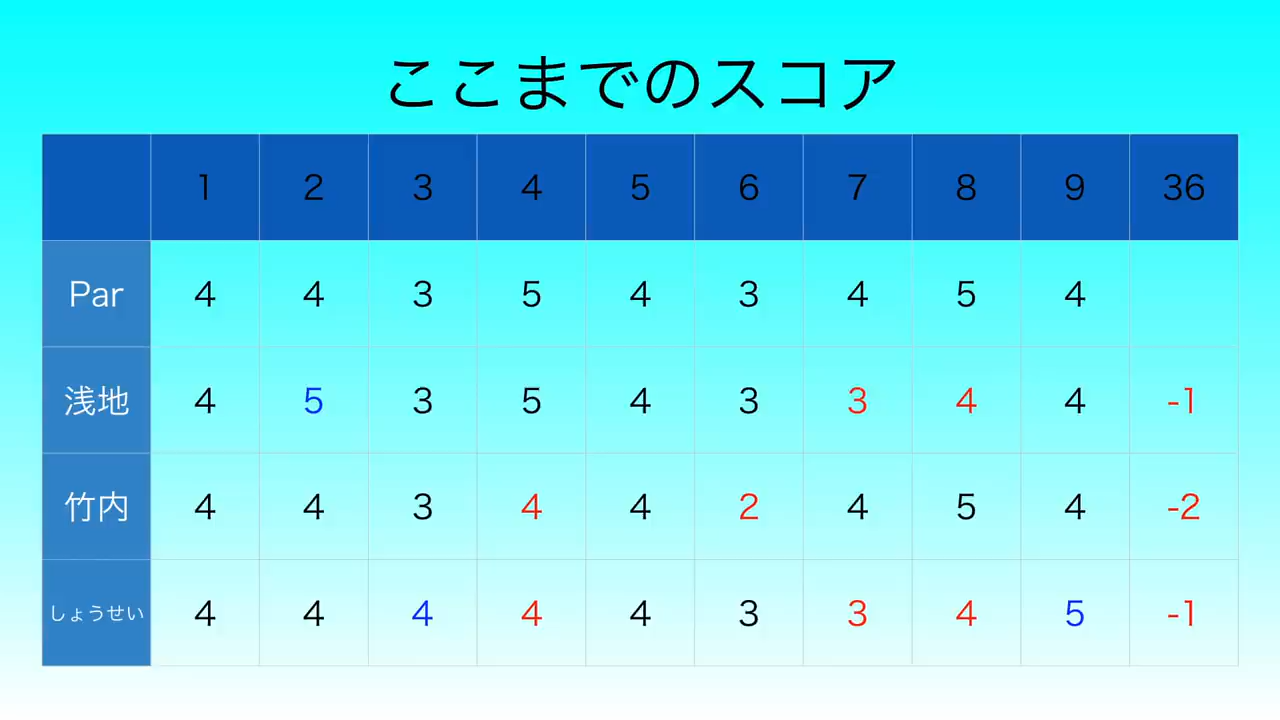 ここまでのスコア
1 2 3 4 5 6 7 8 9 36
Par 4 4 3 5 4 3 4 5 4
浅地 4 5 3 5 4 3 3 4 4 -1
竹内 4 4 3 4 4 2 4 5 4 -2
しょうせい 4 4 4 4 4 3 3 4 5 -1